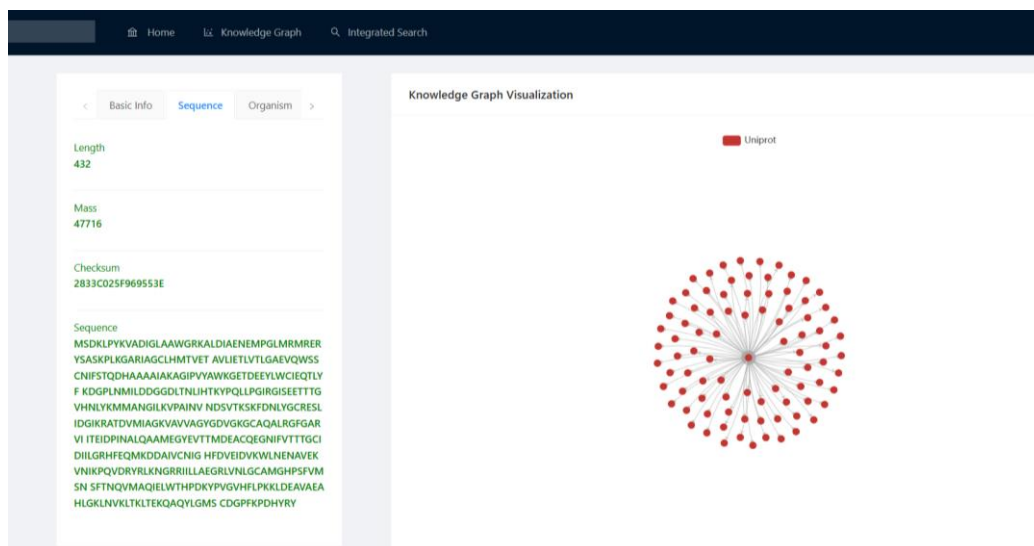 Home Knowledge Graph Integrated Search
< Basic Info Sequence Organism >
Knowledge Graph Visualization
Uniprot
Length
432
Mass
47716
Checksum
2833C025F969553E
Sequence
MSDKLPYKVADIGLAAWGRKALDIAENEMPGLMRMRER
YSASKPLKGARIAGCLHMTVET AVLIETLVTLGAEVQWSS
CNIFSTQDHAAAAIAKAGIPVYAWKGETDEEYLWCIEQTLY
F KDGPLNMILDDGGDLTNLIHTKYPQLLPGIRGISEETTTG
VHNLYKMMANGILKVPAINV NDSVTKSKFDNLYGCRESL
IDGIKRATDVMIAGKVAVVAGYGDVGKGCAQALRGFGAR
VI ITEIDPINALQAAMEGYEVTTMDEACQEGNIFVTTTGCI
DIILGRHFEQMKDDAIVCNIG HFDVEIDVKWLNENAVEK
VNIKPQVDRYRLKNGRRIILLAEGRLVNLGCAMGHPSFVM
SN SFTNQVMAQIELWTHPDKYPVGVHFLPKKLDEAVAEA
HLGKLNVKLTKLTEKQAQYLGMS CDGPFKPDHYRY